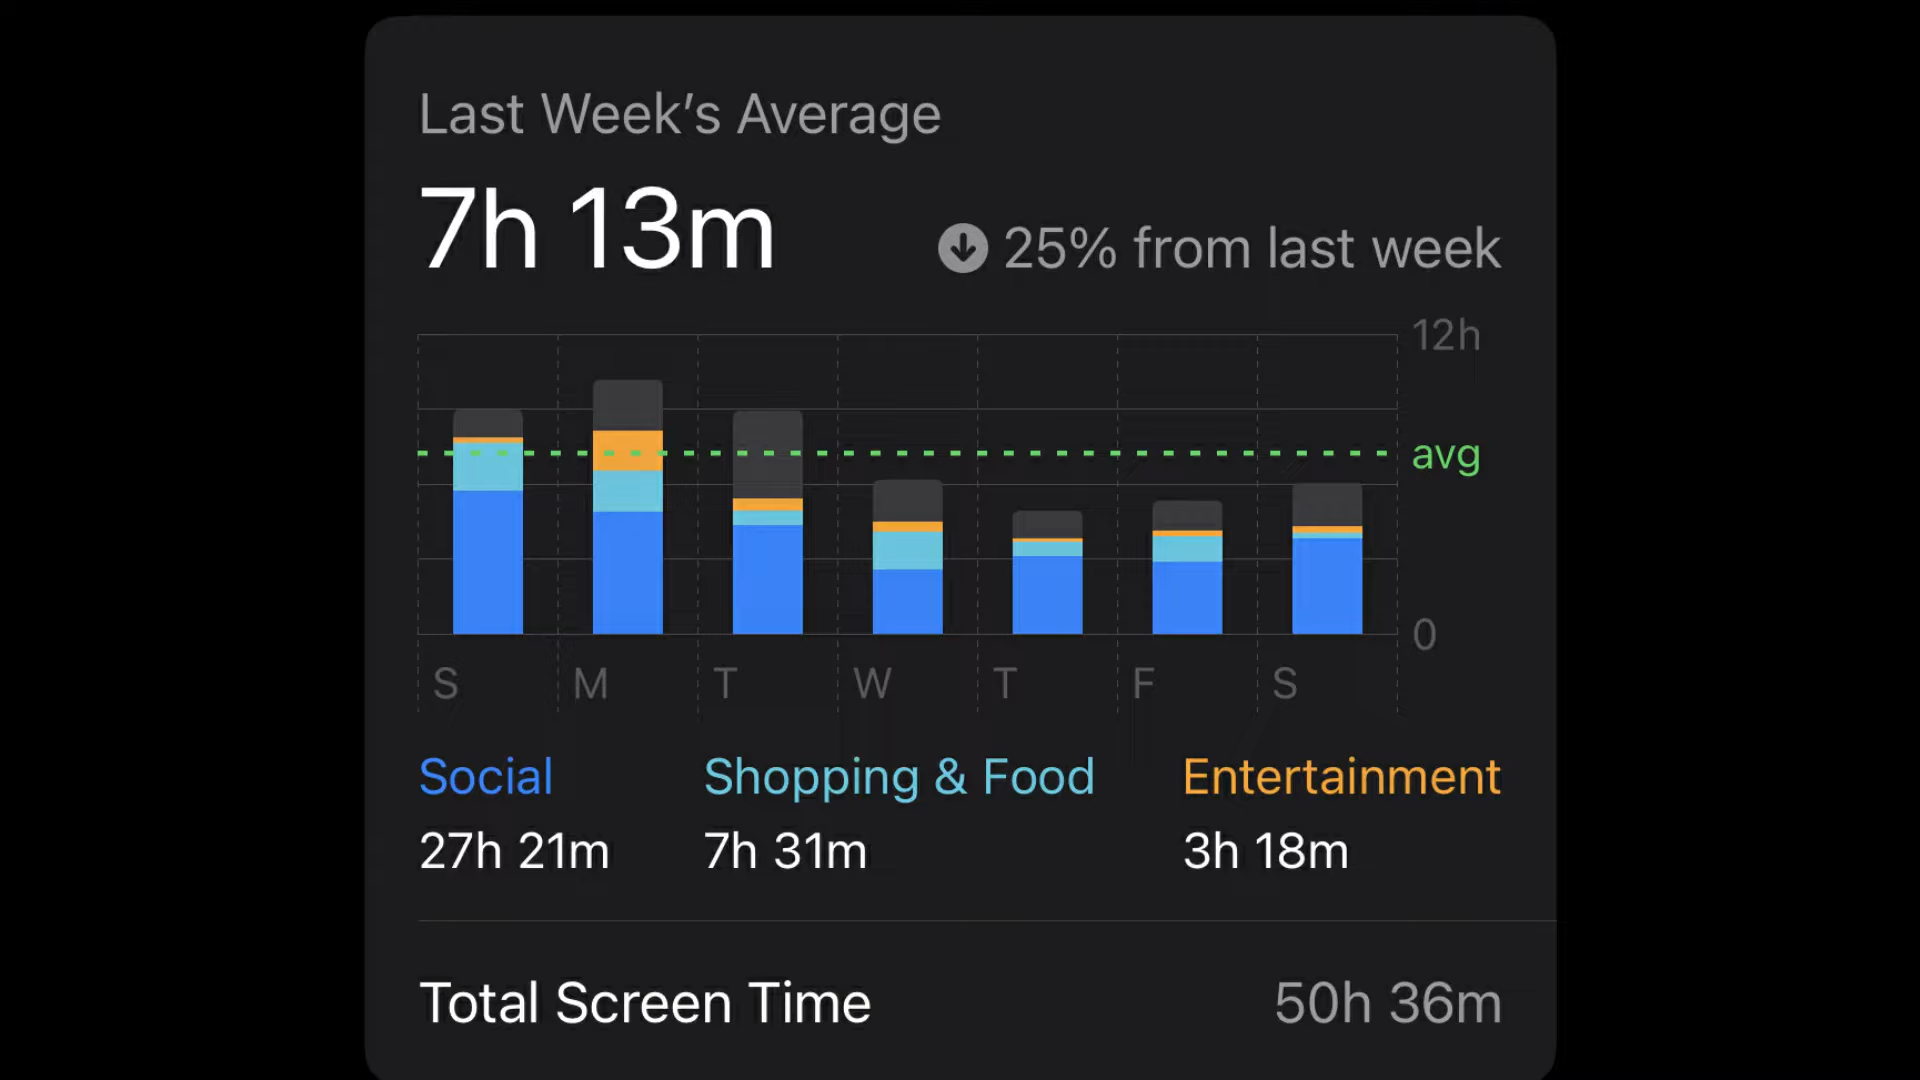 Last Week’s Average
7h 13m
25% from last week
12h
avg
0
S M T W T F S
Social Shopping & Food Entertainment
27h 21m 7h 31m 3h 18m
Total Screen Time 50h 36m